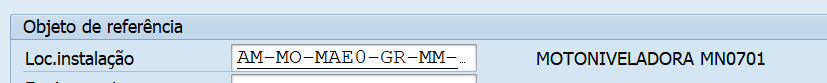 Objeto de referência
Loc.instalação AM-MO-MAE0-GR-MM-… MOTONIVELADORA MN0701